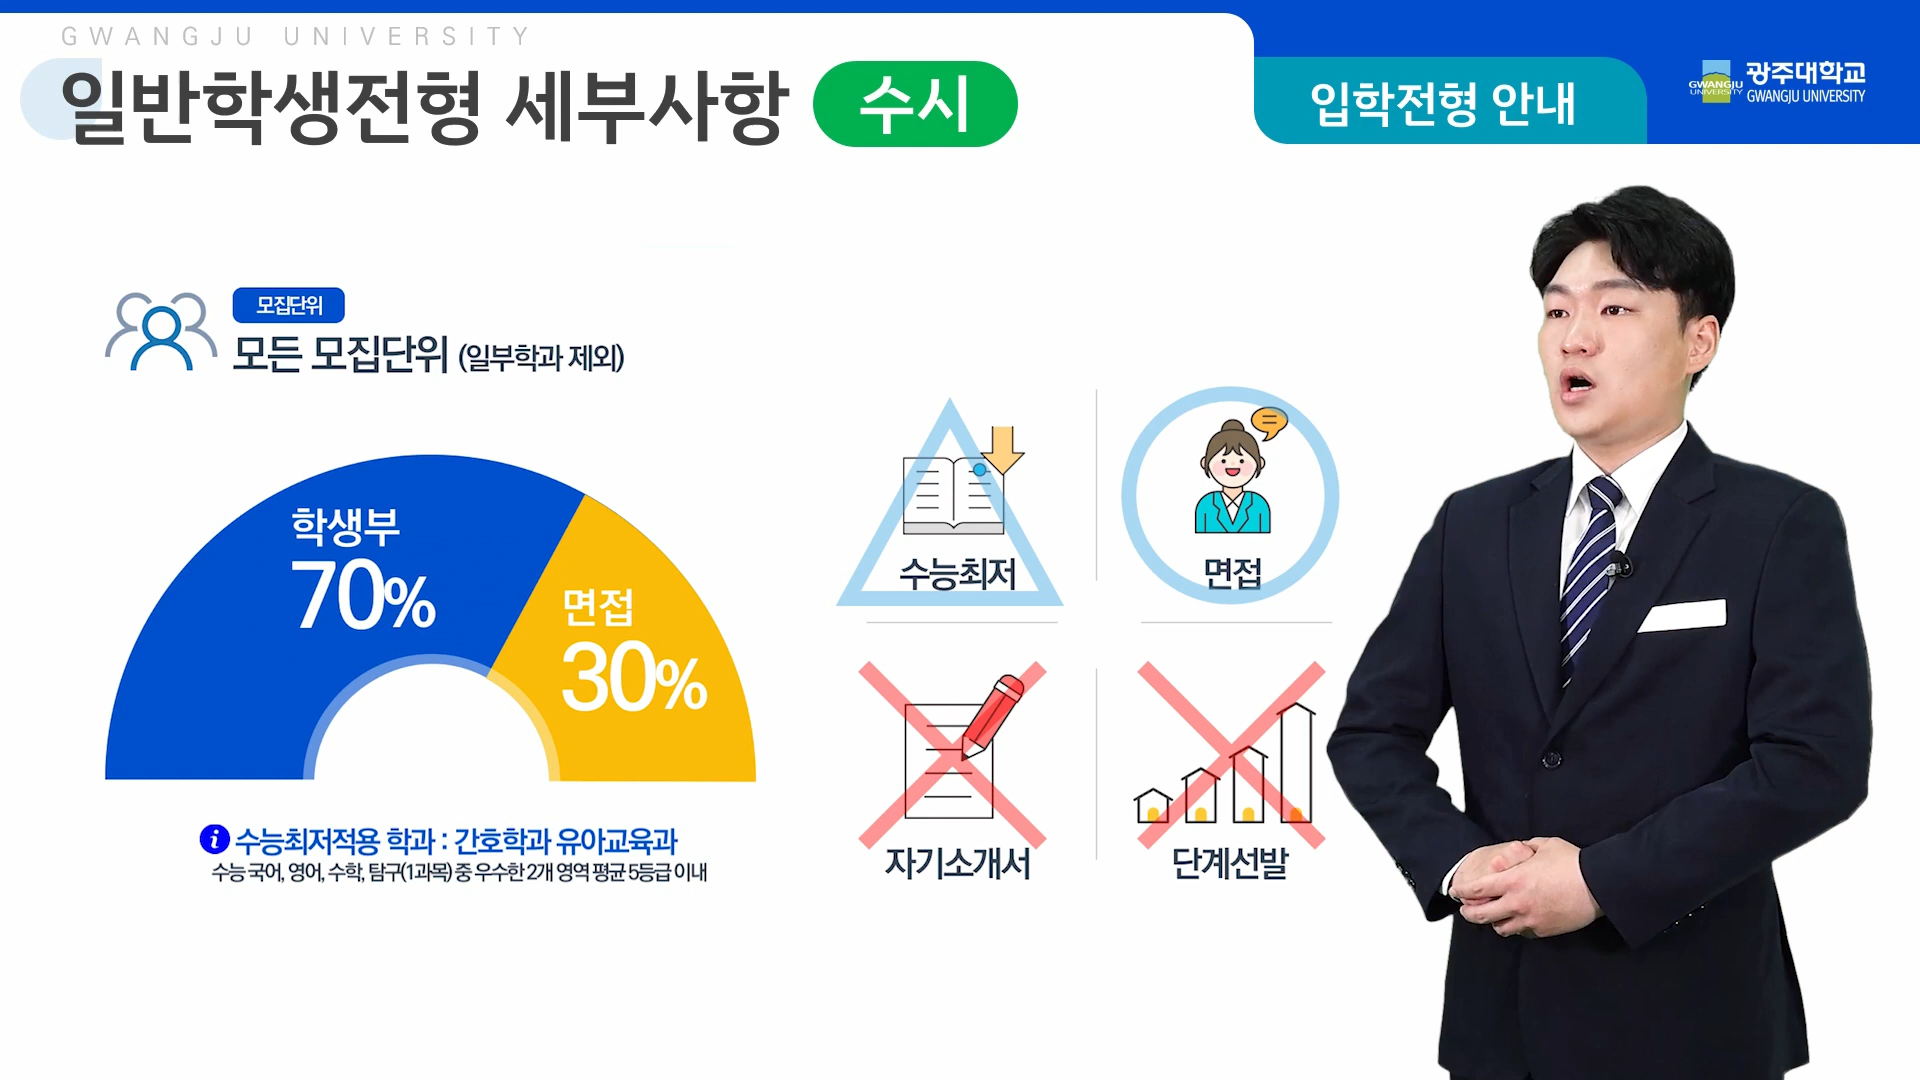 GWANGJU UNIVERSITY
일반학생전형 세부사항 수시
입학전형 안내
GWANGJU
UNIVERSITY
광주대학교
GWANGJU UNIVERSITY
모집단위
모든 모집단위 (일부학과 제외)
학생부
70%
면접
30%
i 수능최저적용 학과 : 간호학과 유아교육과
수능 국어, 영어, 수학, 탐구(1과목) 중 우수한 2개 영역 평균 5등급 이내
수능최저
면접
자기소개서
단계선발